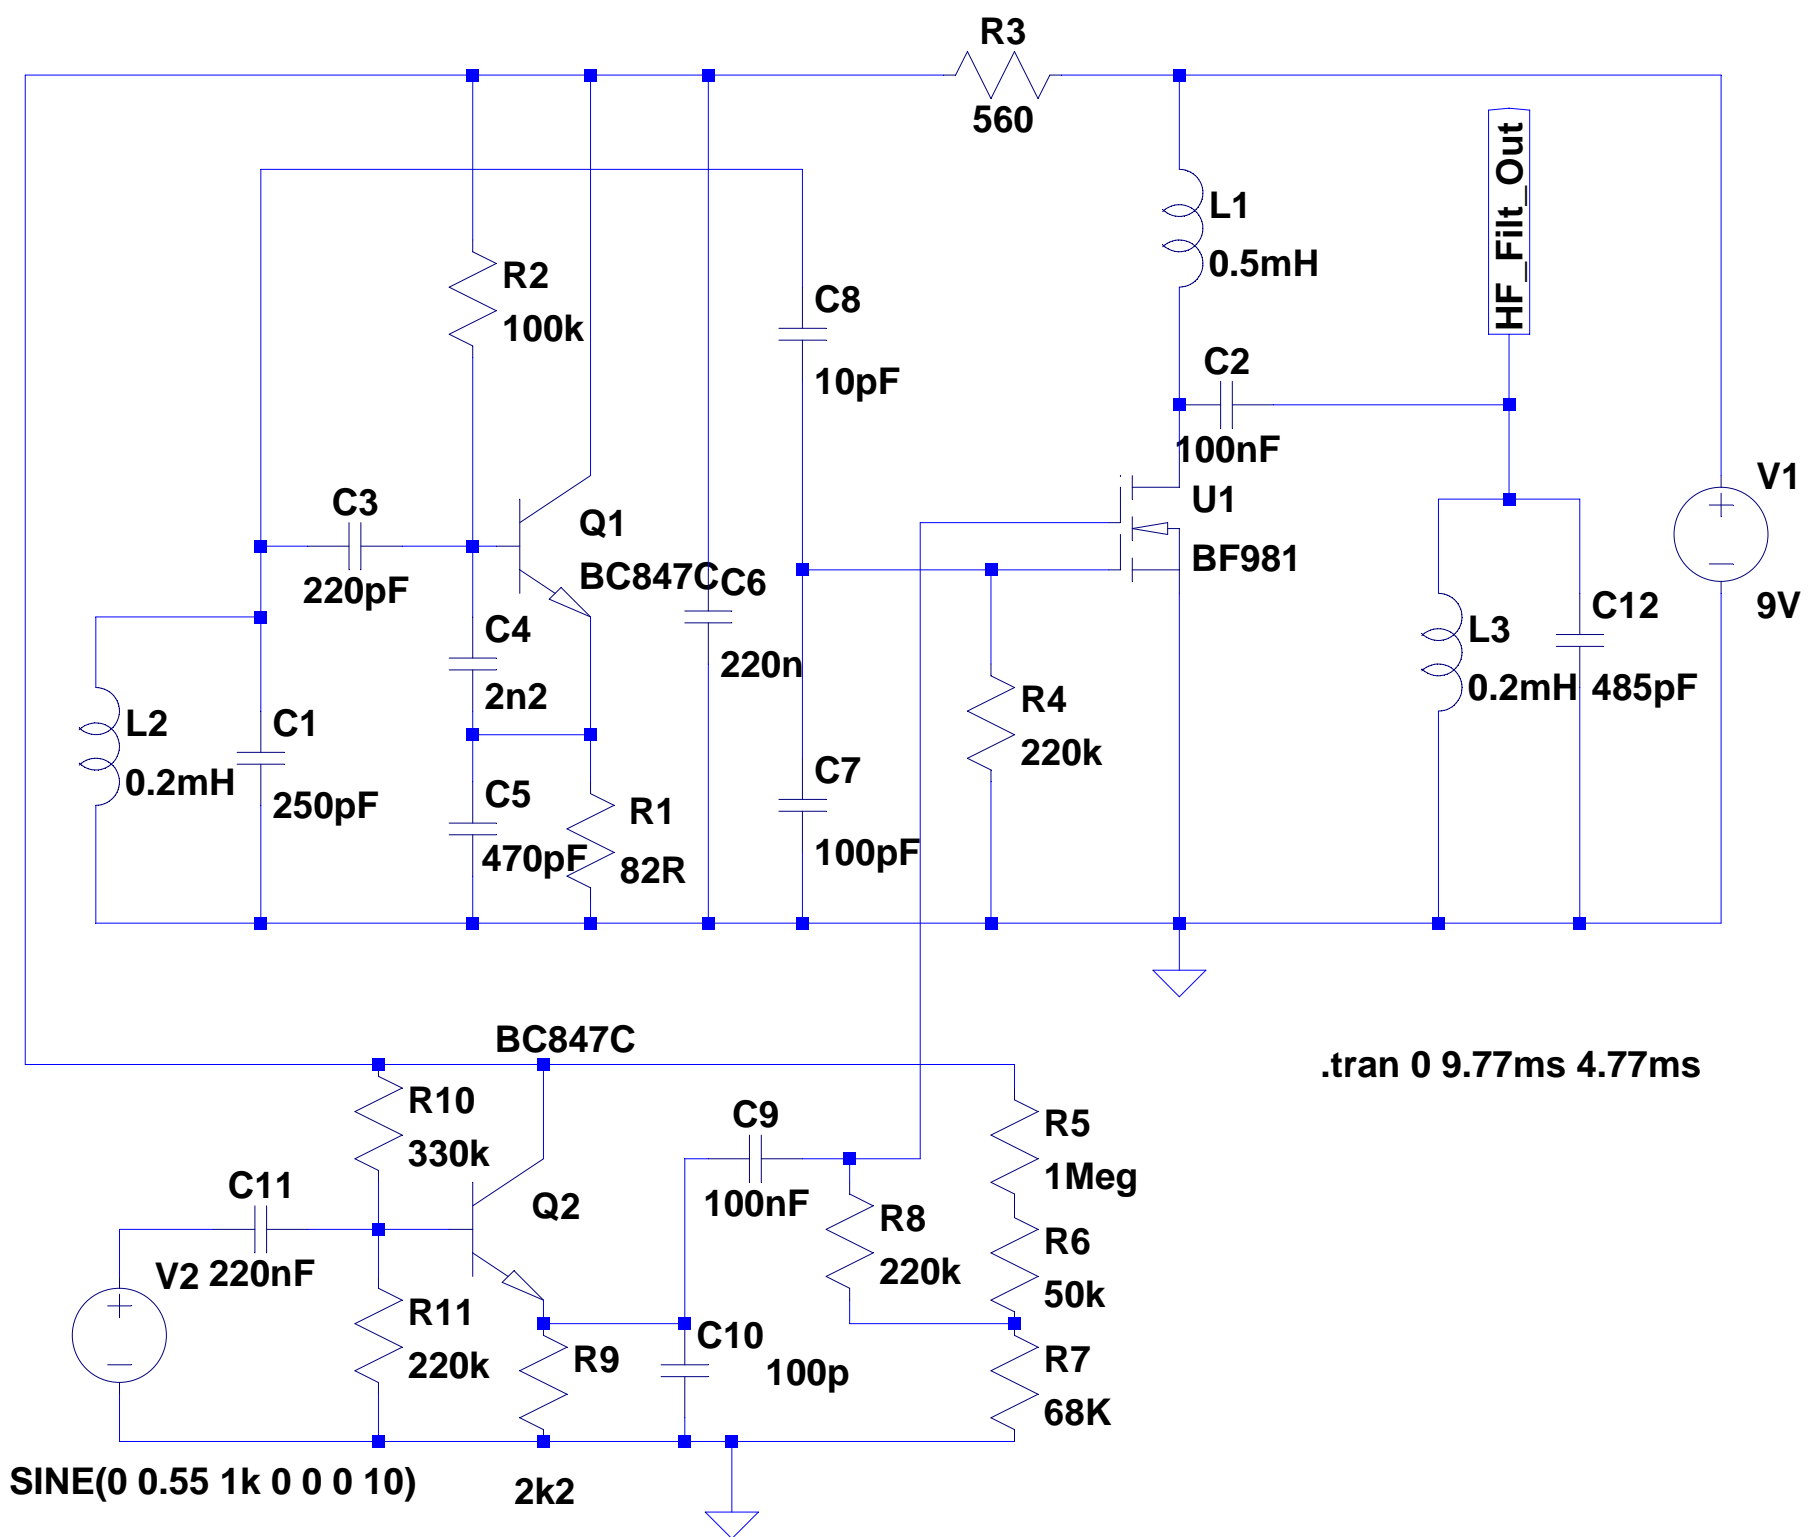 R3
560
HF_Filt_Out
L1
0.5mH
R2
100k
C8
10pF
C2
100nF
V1
9V
C3
220pF
Q1
BC847C
U1
BF981
C6
220n
C4
2n2
C12
485pF
L3
0.2mH
L2
0.2mH
C1
250pF
R4
220k
C5
470pF
R1
82R
C7
100pF
BC847C
.tran 0 9.77ms 4.77ms
R10
330k
C9
100nF
R5
1Meg
C11
220nF
Q2
R8
220k
R6
50k
V2
R11
220k
R9
2k2
C10
100p
R7
68K
SINE(0 0.55 1k 0 0 0 10)